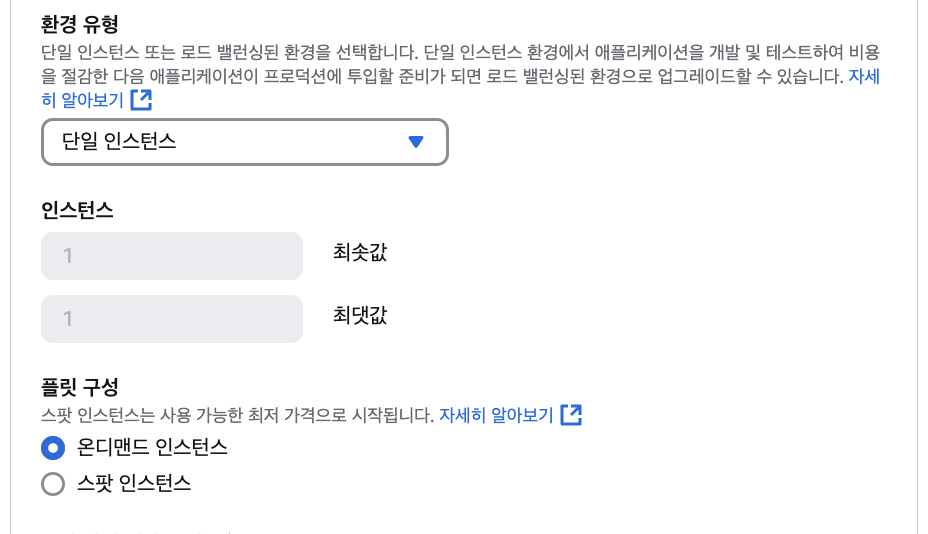 환경 유형
단일 인스턴스 또는 로드 밸런싱된 환경을 선택합니다. 단일 인스턴스 환경에서 애플리케이션을 개발 및 테스트하여 비용
을 절감한 다음 애플리케이션이 프로덕션에 투입할 준비가 되면 로드 밸런싱된 환경으로 업그레이드할 수 있습니다. 자세
히 알아보기
단일 인스턴스
인스턴스
1 최솟값
1 최댓값
플릿 구성
스팟 인스턴스는 사용 가능한 최저 가격으로 시작됩니다. 자세히 알아보기
온디맨드 인스턴스
스팟 인스턴스